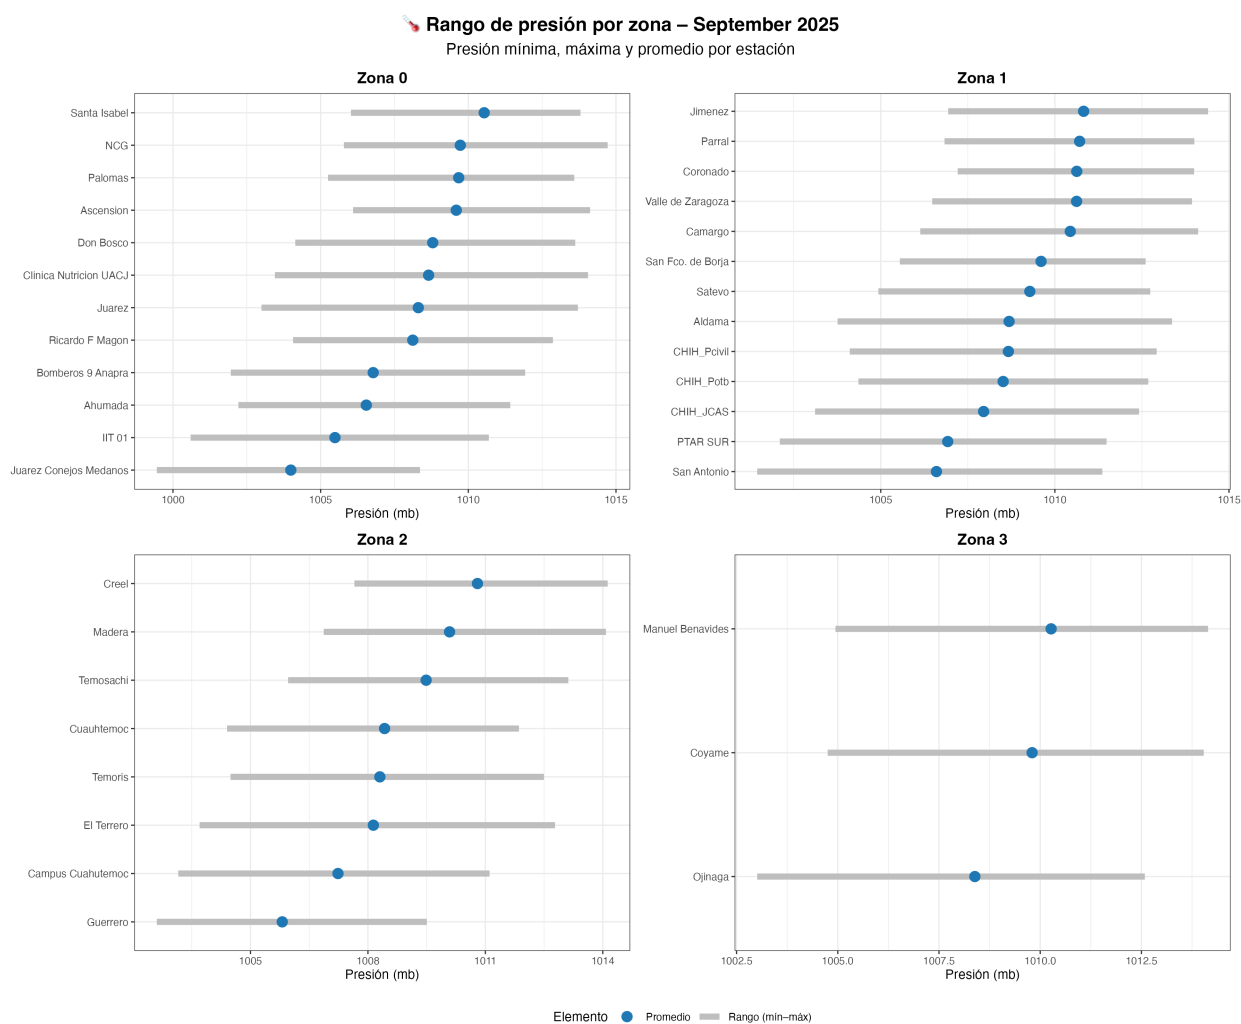 Rango de presión por zona – September 2025
Presión mínima, máxima y promedio por estación
Zona 0
Santa Isabel
NCG
Palomas
Ascension
Don Bosco
Clinica Nutricion UACJ
Juarez
Ricardo F Magon
Bomberos 9 Anapra
Ahumada
IIT 01
Juarez Conejos Medanos
1000 1005 1010 1015
Presión (mb)
Zona 1
Jimenez
Parral
Coronado
Valle de Zaragoza
Camargo
San Fco. de Borja
Satevo
Aldama
CHIH_Pcivil
CHIH_Potb
CHIH_JCAS
PTAR SUR
San Antonio
1005 1010 1015
Presión (mb)
Zona 2
Creel
Madera
Temosachi
Cuauhtemoc
Temoris
El Terrero
Campus Cuahutemoc
Guerrero
1005 1008 1011 1014
Presión (mb)
Zona 3
Manuel Benavides
Coyame
Ojinaga
1002.5 1005.0 1007.5 1010.0 1012.5
Presión (mb)
Elemento Promedio Rango (mín–máx)